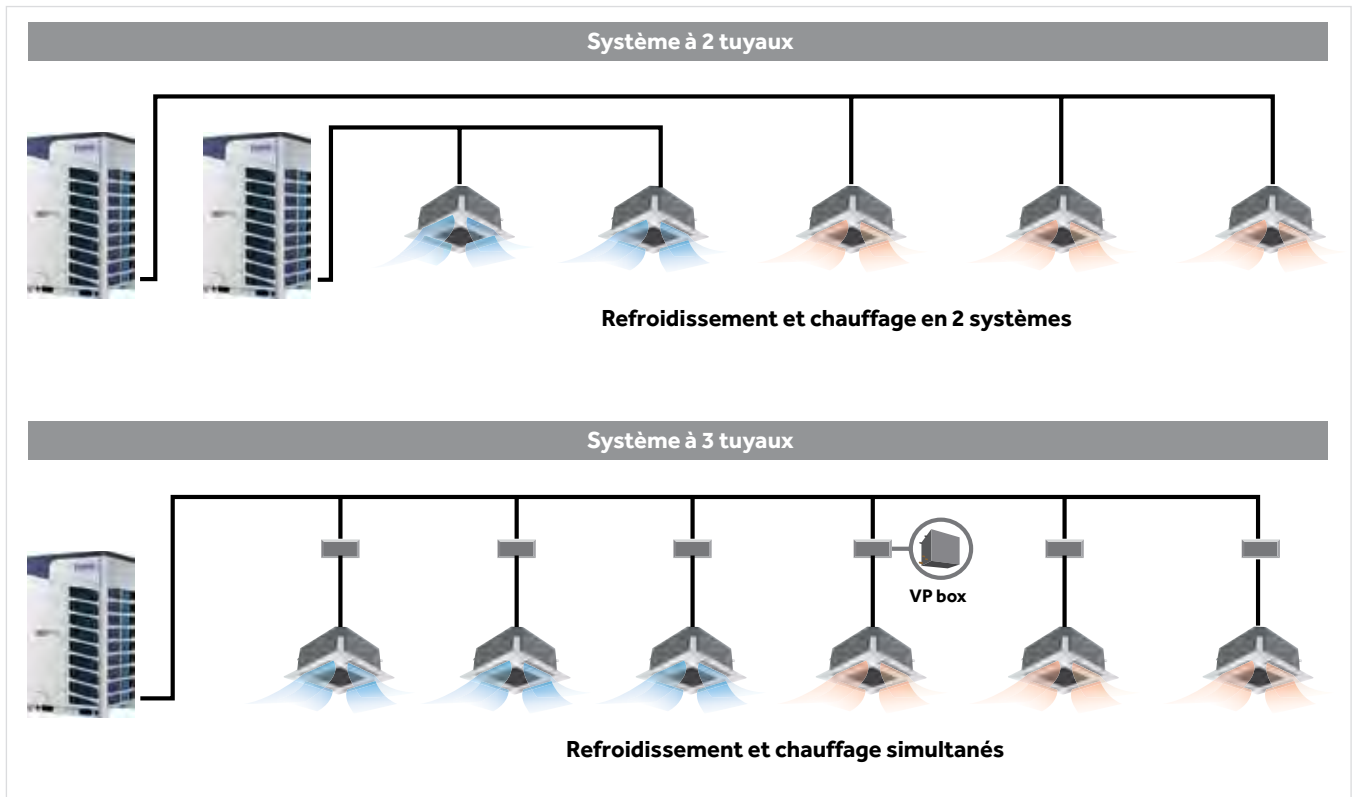 Système à 2 tuyaux
Refroidissement et chauffage en 2 systèmes
Système à 3 tuyaux
VP box
Refroidissement et chauffage simultanés